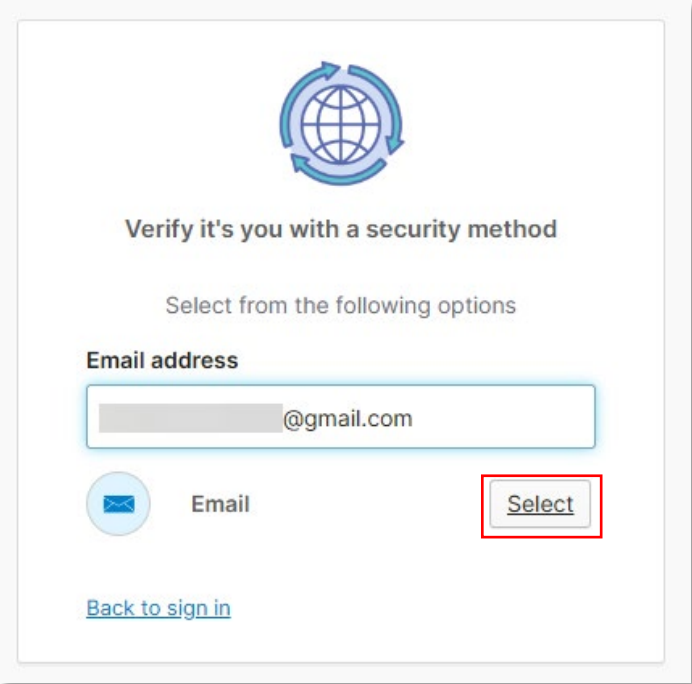 Verify it's you with a security method
Select from the following options
Email address
@gmail.com
Email
Select
Back to sign in